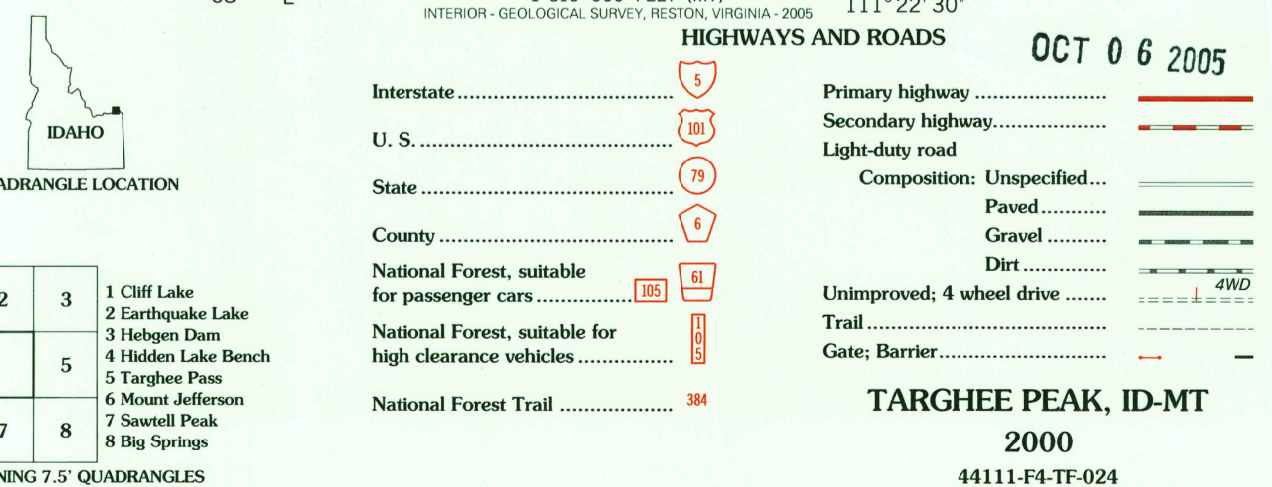 INTERIOR - GEOLOGICAL SURVEY, RESTON, VIRGINIA - 2005
111° 22' 30"
HIGHWAYS AND ROADS
OCT 06 2005
IDAHO
ADRANGLE LOCATION
Interstate.................................... 5
U. S. ........................................... 101
State .......................................... 79
County ....................................... 6
National Forest, suitable
for passenger cars ................ 105 61
National Forest, suitable for
high clearance vehicles ................ 105
National Forest Trail .................... 384
Primary highway .......................
Secondary highway....................
Light-duty road
Composition: Unspecified...
Paved...........
Gravel ..........
Dirt ................
Unimproved; 4 wheel drive ....... 4WD
Trail..........................................
Gate; Barrier.............................
2 3
5
7 8
1 Cliff Lake
2 Earthquake Lake
3 Hebgen Dam
4 Hidden Lake Bench
5 Targhee Pass
6 Mount Jefferson
7 Sawtell Peak
8 Big Springs
NING 7.5' QUADRANGLES
TARGHEE PEAK, ID-MT
2000
44111-F4-TF-024